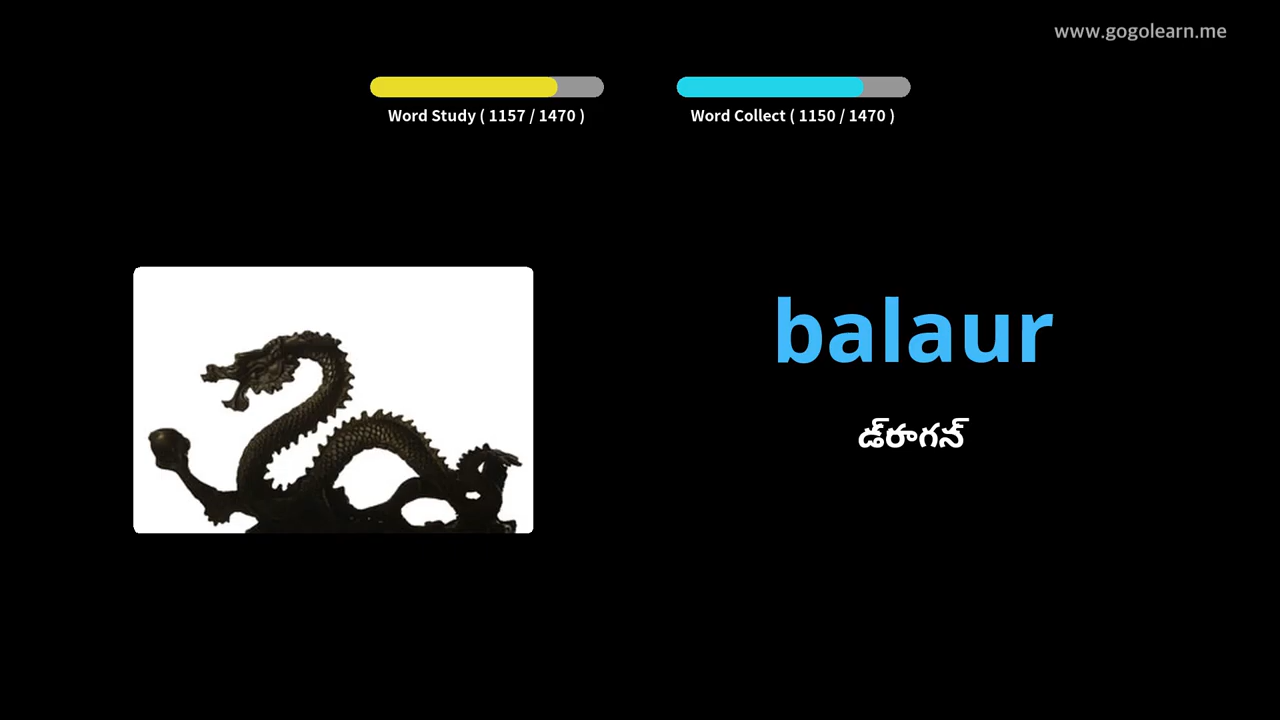 www.gogolearn.me
Word Study ( 1157 / 1470 )
Word Collect ( 1150 / 1470 )
balaur
డ్‌రాగన్